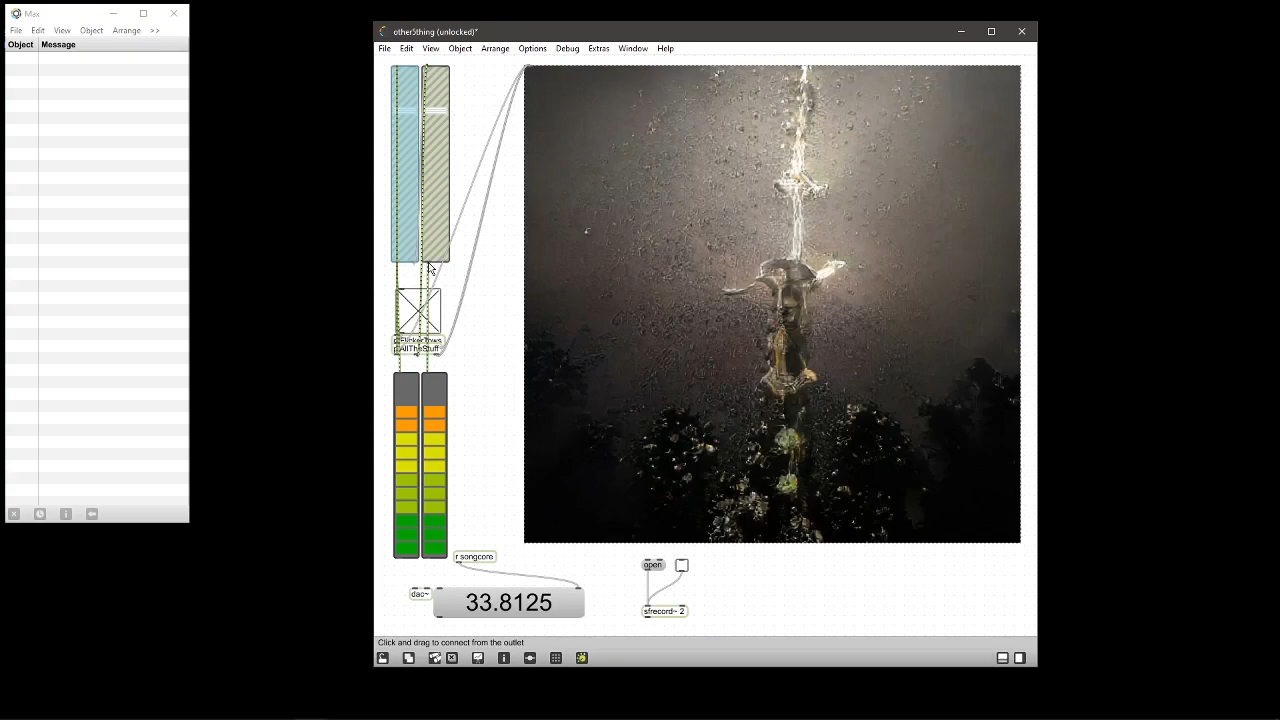 Max
File Edit View Object Arrange >>
Object Message
other5thing (unlocked)*
File Edit View Object Arrange Options Debug Extras Window Help
p AllTheStuff
r songcore
dac~
33.8125
open
sfrecord~ 2
Click and drag to connect from the outlet